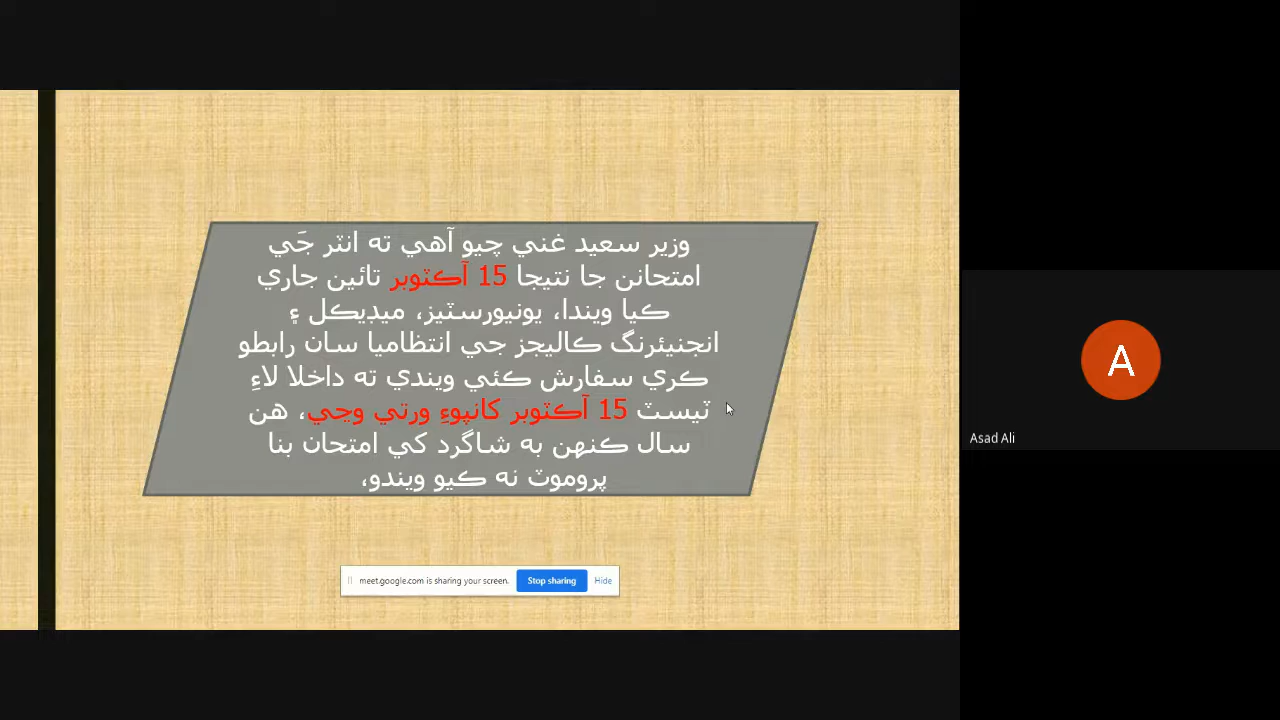 وزير سعيد غني چيو آهي ته انٽر جَي
امتحانن جا نتيجا 15 آڪٽوبر تائين جاري
ڪيا ويندا، يونيورسٽيز، ميڊيڪل ۽
انجنيئرنگ ڪاليجز جي انتظاميا سان رابطو
ڪري سفارش ڪئي ويندي ته داخلا لاءِ
ٽيسٽ 15 آڪٽوبر کانپوءِ ورتي وڃي، هن
سال ڪنهن به شاگرد کي امتحان بنا
پروموٽ نه ڪيو ويندو،
meet.google.com is sharing your screen. Stop sharing Hide
A
Asad Ali